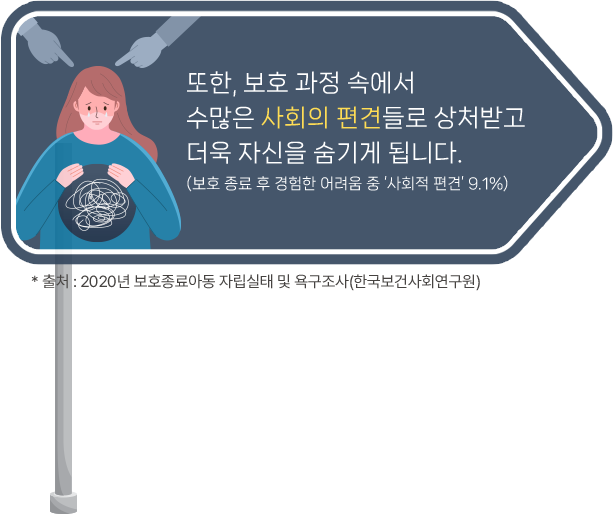 또한, 보호 과정 속에서
수많은 사회의 편견들로 상처받고
더욱 자신을 숨기게 됩니다.
(보호 종료 후 경험한 어려움 중 '사회적 편견' 9.1%)
* 출처 : 2020년 보호종료아동 자립실태 및 욕구조사(한국보건사회연구원)